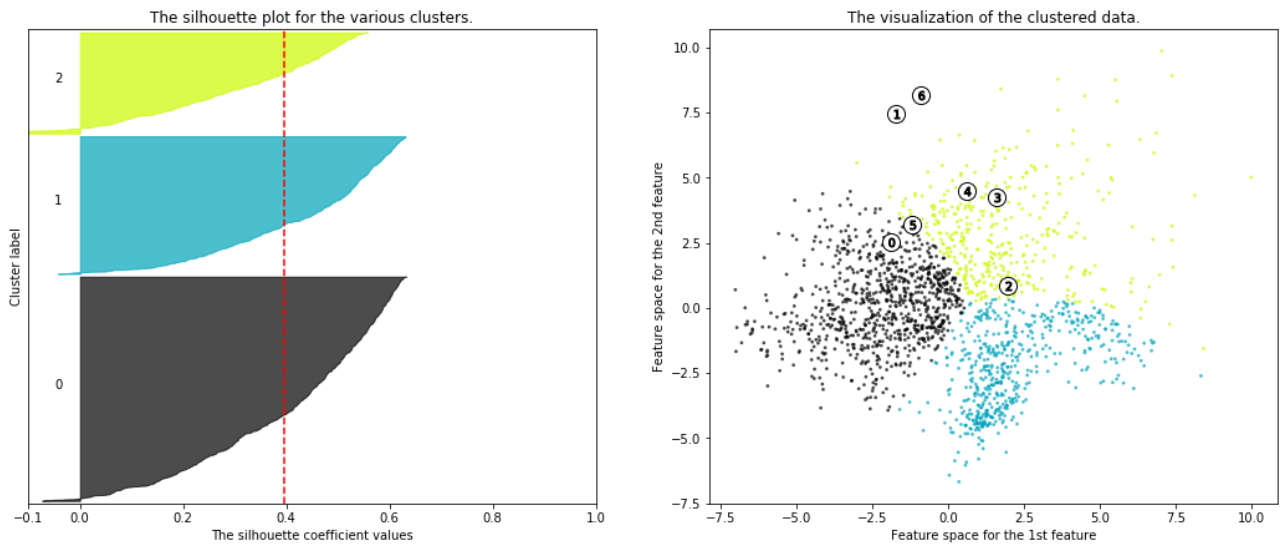 The silhouette plot for the various clusters.
2
1
0
Cluster label
−0.1 0.0 0.2 0.4 0.6 0.8 1.0
The silhouette coefficient values
The visualization of the clustered data.
10.0
7.5
5.0
2.5
0.0
−2.5
−5.0
−7.5
Feature space for the 2nd feature
6
1
4
3
5
0
2
−7.5 −5.0 −2.5 0.0 2.5 5.0 7.5 10.0
Feature space for the 1st feature